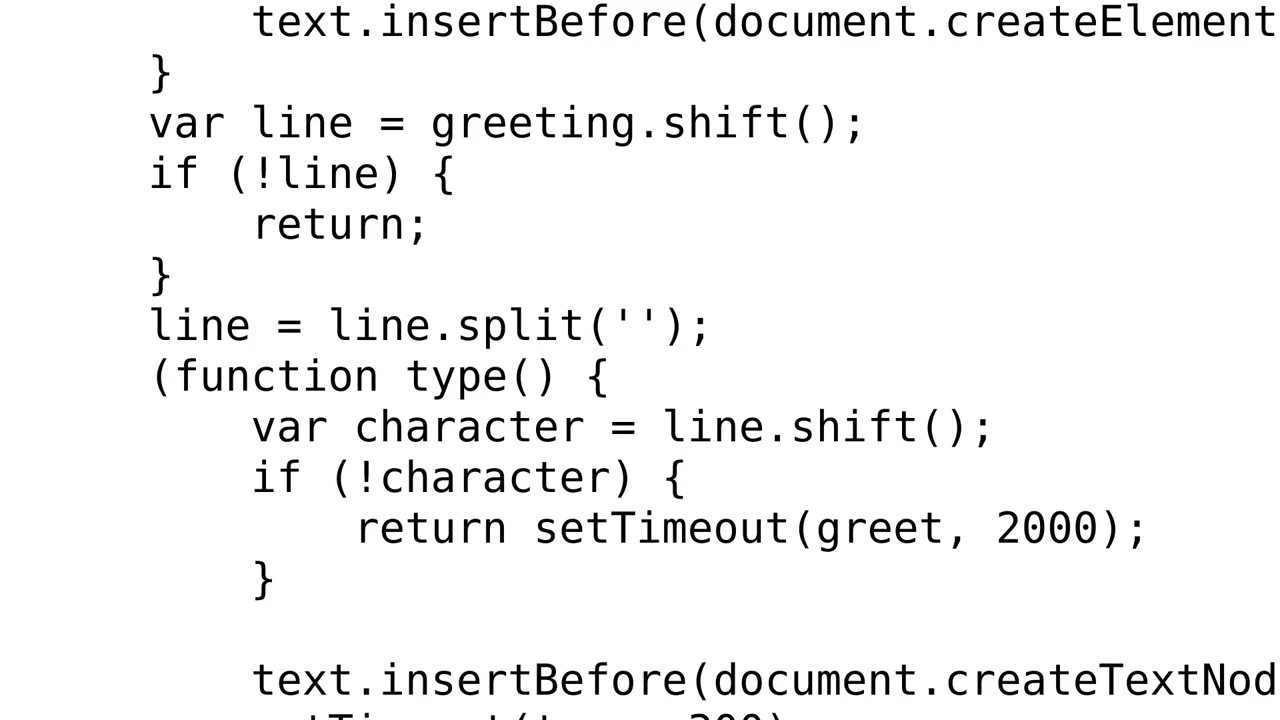 text.insertBefore(document.createElement
}
var line = greeting.shift();
if (!line) {
return;
}
line = line.split('');
(function type() {
var character = line.shift();
if (!character) {
return setTimeout(greet, 2000);
}
text.insertBefore(document.createTextNod